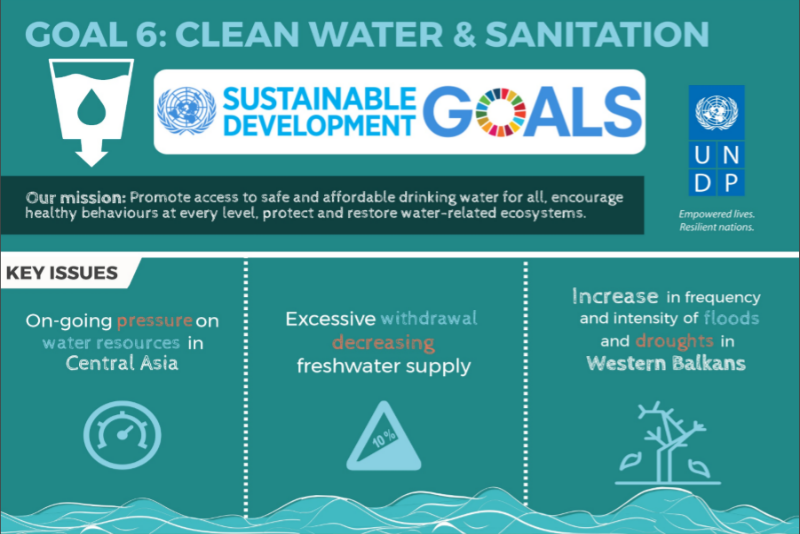 GOAL 6: CLEAN WATER & SANITATION
SUSTAINABLE
DEVELOPMENT
GOALS
U N
D P
Empowered lives.
Resilient nations.
Our mission: Promote access to safe and affordable drinking water for all, encourage
healthy behaviours at every level, protect and restore water-related ecosystems.
KEY ISSUES
On-going pressure on
water resources in
Central Asia
Excessive withdrawal
decreasing
freshwater supply
10%
Increase in frequency
and intensity of floods
and droughts in
Western Balkans